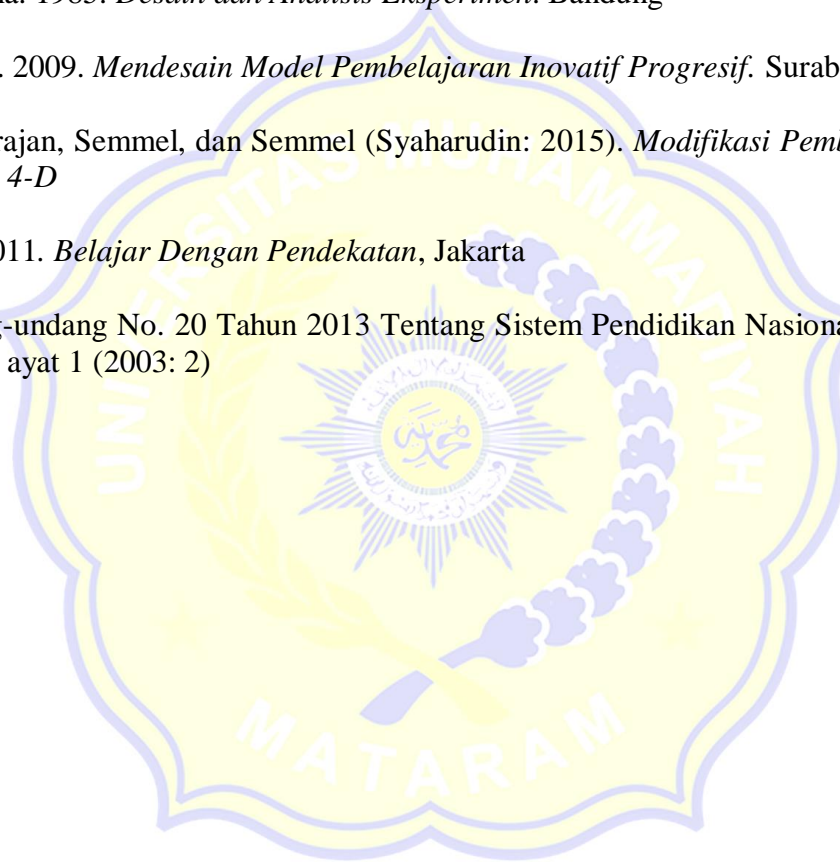 na. 1985. Desain dan Analisis Eksperimen. Bandung
. 2009. Mendesain Model Pembelajaran Inovatif Progresif. Surab
rajan, Semmel, dan Semmel (Syaharudin: 2015). Modifikasi Pemb
4-D
011. Belajar Dengan Pendekatan, Jakarta
g-undang No. 20 Tahun 2013 Tentang Sistem Pendidikan Nasiona
ayat 1 (2003: 2)
UNIVERSITAS MUHAMMADIYAH
MATARAM